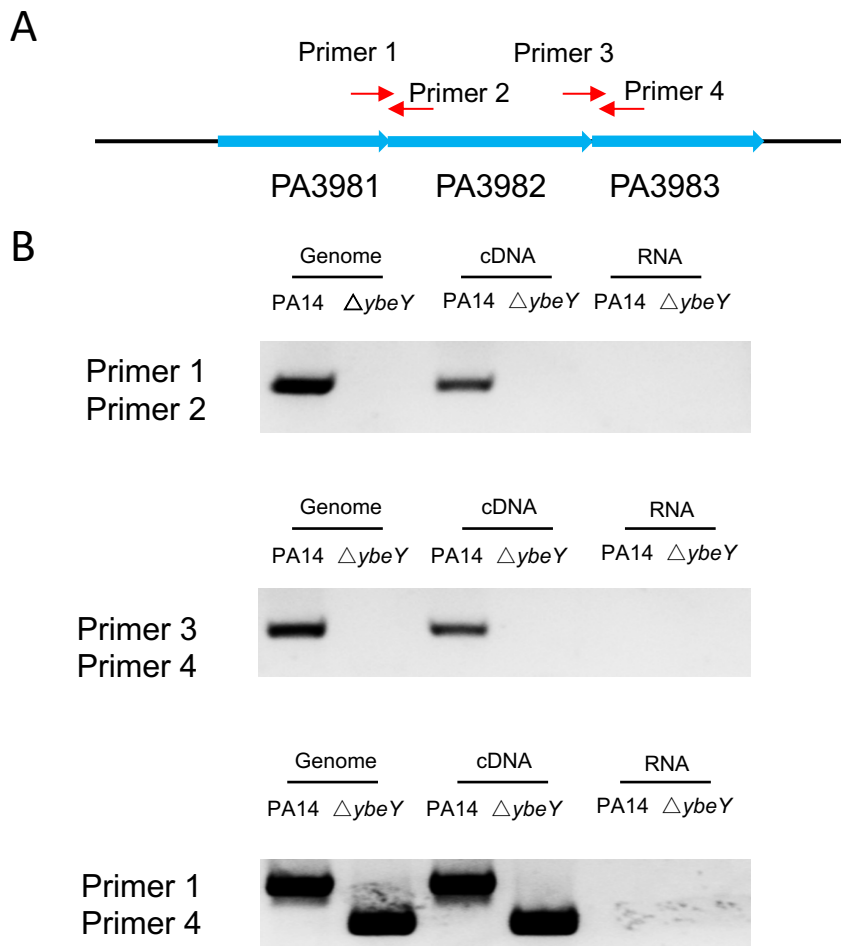 A
Primer 1
Primer 3
Primer 2
Primer 4
PA3981
PA3982
PA3983
B
Genome
cDNA
RNA
PA14 ΔybeY
PA14 △ybeY
PA14 △ybeY
Primer 1
Primer 2
Genome
cDNA
RNA
PA14 △ybeY
PA14 △ybeY
PA14 △ybeY
Primer 3
Primer 4
Genome
cDNA
RNA
PA14 △ybeY
PA14 △ybeY
PA14 △ybeY
Primer 1
Primer 4